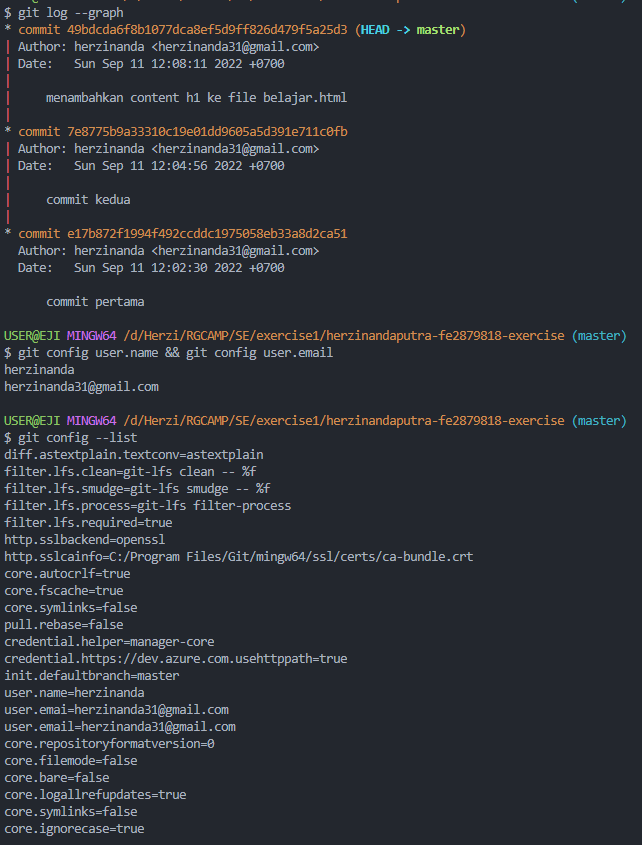 $ git log --graph
* commit 49bdcda6f8b1077dca8ef5d9ff826d479f5a25d3 (HEAD -> master)
| Author: herzinanda <herzinanda31@gmail.com>
| Date:   Sun Sep 11 12:08:11 2022 +0700
|
|     menambahkan content h1 ke file belajar.html
|
* commit 7e8775b9a33310c19e01dd9605a5d391e711c0fb
| Author: herzinanda <herzinanda31@gmail.com>
| Date:   Sun Sep 11 12:04:56 2022 +0700
|
|     commit kedua
|
* commit e17b872f1994f492ccddc1975058eb33a8d2ca51
  Author: herzinanda <herzinanda31@gmail.com>
  Date:   Sun Sep 11 12:02:30 2022 +0700
      commit pertama
USER@EJI MINGW64 /d/Herzi/RGCAMP/SE/exercise1/herzinandaputra-fe2879818-exercise (master)
$ git config user.name && git config user.email
herzinanda
herzinanda31@gmail.com
USER@EJI MINGW64 /d/Herzi/RGCAMP/SE/exercise1/herzinandaputra-fe2879818-exercise (master)
$ git config --list
diff.astextplain.textconv=astextplain
filter.lfs.clean=git-lfs clean -- %f
filter.lfs.smudge=git-lfs smudge -- %f
filter.lfs.process=git-lfs filter-process
filter.lfs.required=true
http.sslbackend=openssl
http.sslcainfo=C:/Program Files/Git/mingw64/ssl/certs/ca-bundle.crt
core.autocrlf=true
core.fscache=true
core.symlinks=false
pull.rebase=false
credential.helper=manager-core
credential.https://dev.azure.com.usehttppath=true
init.defaultbranch=master
user.name=herzinanda
user.emai=herzinanda31@gmail.com
user.email=herzinanda31@gmail.com
core.repositoryformatversion=0
core.filemode=false
core.bare=false
core.logallrefupdates=true
core.symlinks=false
core.ignorecase=true